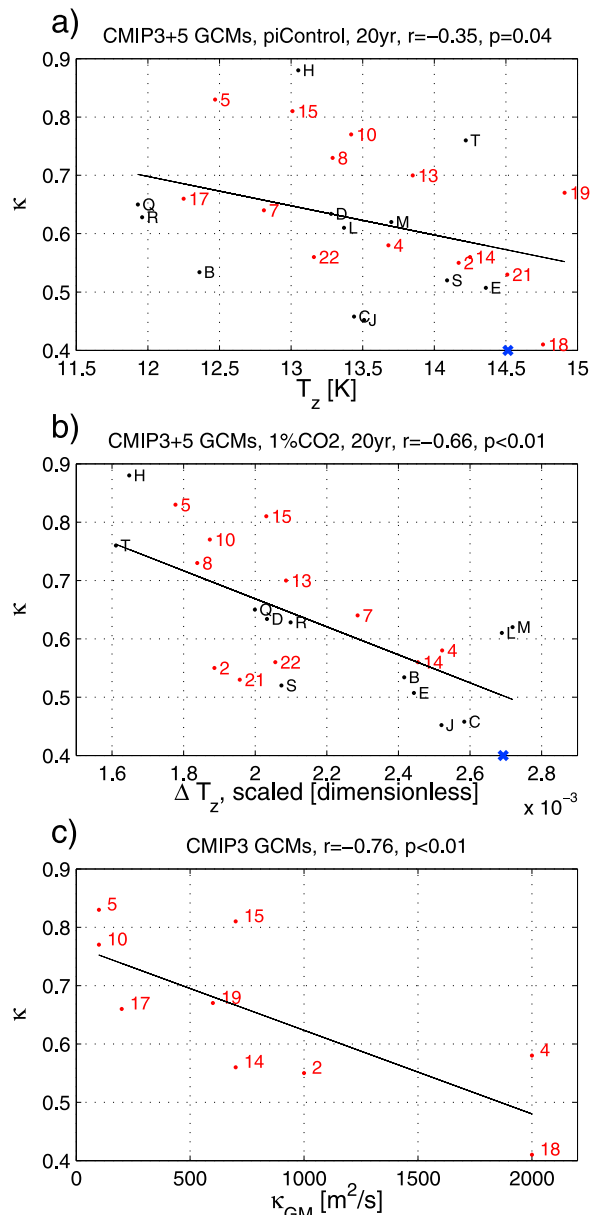 a)
CMIP3+5 GCMs, piControl, 20yr, r=−0.35, p=0.04
0.9
0.8
0.7
0.6
0.5
0.4
κ
H
5
15
10
T
8
13
19
17
Q
R
7
D
L
M
4
22
2
14
B
S
E
21
C
J
18
11.5 12 12.5 13 13.5 14 14.5 15
T_z [K]
b)
CMIP3+5 GCMs, 1%CO2, 20yr, r=−0.66, p<0.01
0.9
0.8
0.7
0.6
0.5
0.4
κ
H
5
15
10
T
8
13
Q
D
R
7
M
L
4
2
22
14
21
S
B
E
J
C
1.6 1.8 2 2.2 2.4 2.6 2.8
Δ T_z, scaled [dimensionless]
x 10⁻³
c)
CMIP3 GCMs, r=−0.76, p<0.01
0.9
0.8
0.7
0.6
0.5
0.4
κ
5
15
10
17
19
14
2
4
18
0 500 1000 1500 2000
κ_GM [m²/s]